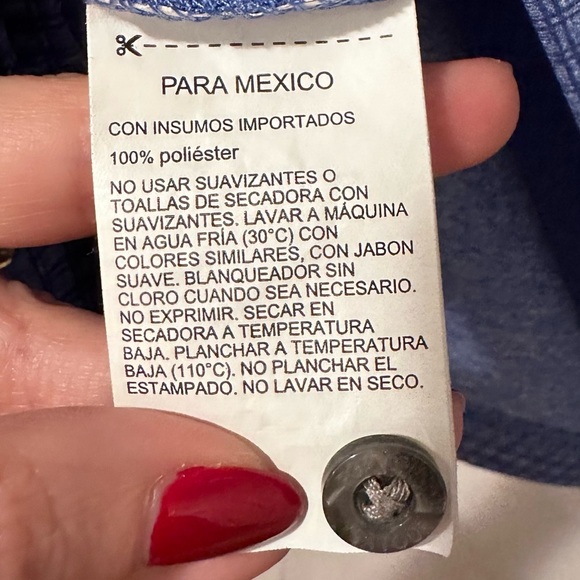 PARA MEXICO
CON INSUMOS IMPORTADOS
100% poliéster
NO USAR SUAVIZANTES O
TOALLAS DE SECADORA CON
SUAVIZANTES. LAVAR A MÁQUINA
EN AGUA FRÍA (30°C) CON
COLORES SIMILARES, CON JABON
SUAVE. BLANQUEADOR SIN
CLORO CUANDO SEA NECESARIO.
NO EXPRIMIR. SECAR EN
SECADORA A TEMPERATURA
BAJA. PLANCHAR A TEMPERATURA
BAJA (110°C). NO PLANCHAR EL
ESTAMPADO. NO LAVAR EN SECO.